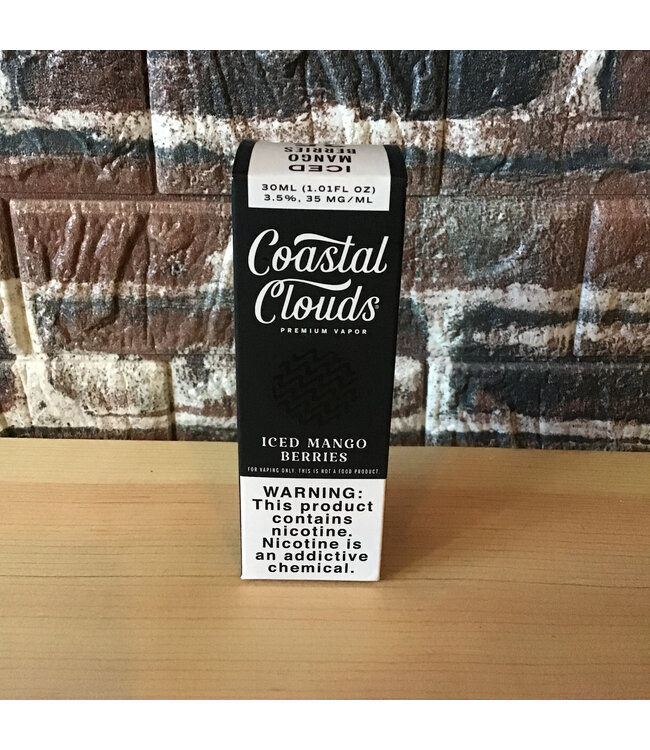 ICED
MANGO
BERRIES
30ML (1.01FL OZ)
3.5%, 35 MG/ML
Coastal
Clouds
PREMIUM VAPOR
ICED MANGO
BERRIES
FOR VAPING ONLY. THIS IS NOT A FOOD PRODUCT.
WARNING:
This product
contains
nicotine.
Nicotine is
an addictive
chemical.